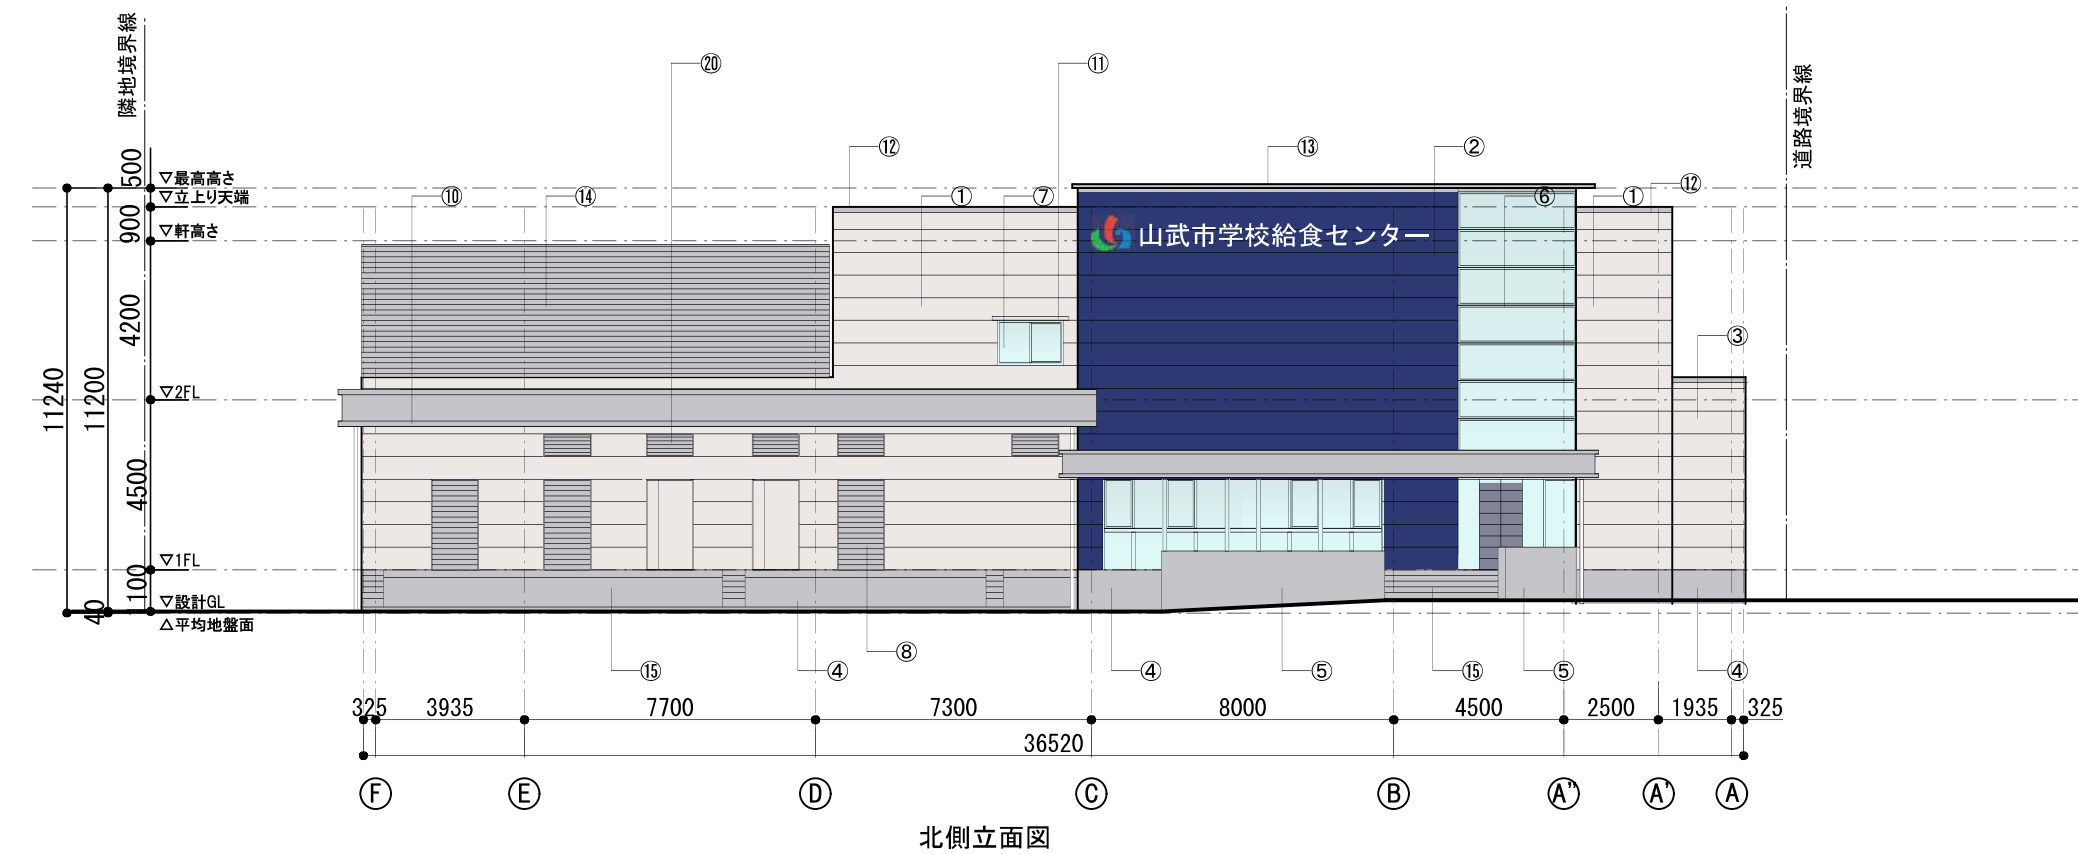 隣地境界線
道路境界線
⑳
⑪
⑫
⑬
②
⑩
⑭
①
⑦
⑥
①
⑫
③
500
900
4200
4500
1100
40
11240
11200
▽最高高さ
▽立上り天端
▽軒高さ
▽2FL
▽1FL
▽設計GL
△平均地盤面
山武市学校給食センター
⑧
⑮
④
④
⑤
⑮
⑤
④
325
3935
7700
7300
8000
4500
2500
1935
325
36520
F
E
D
C
B
A"
A'
A
北側立面図